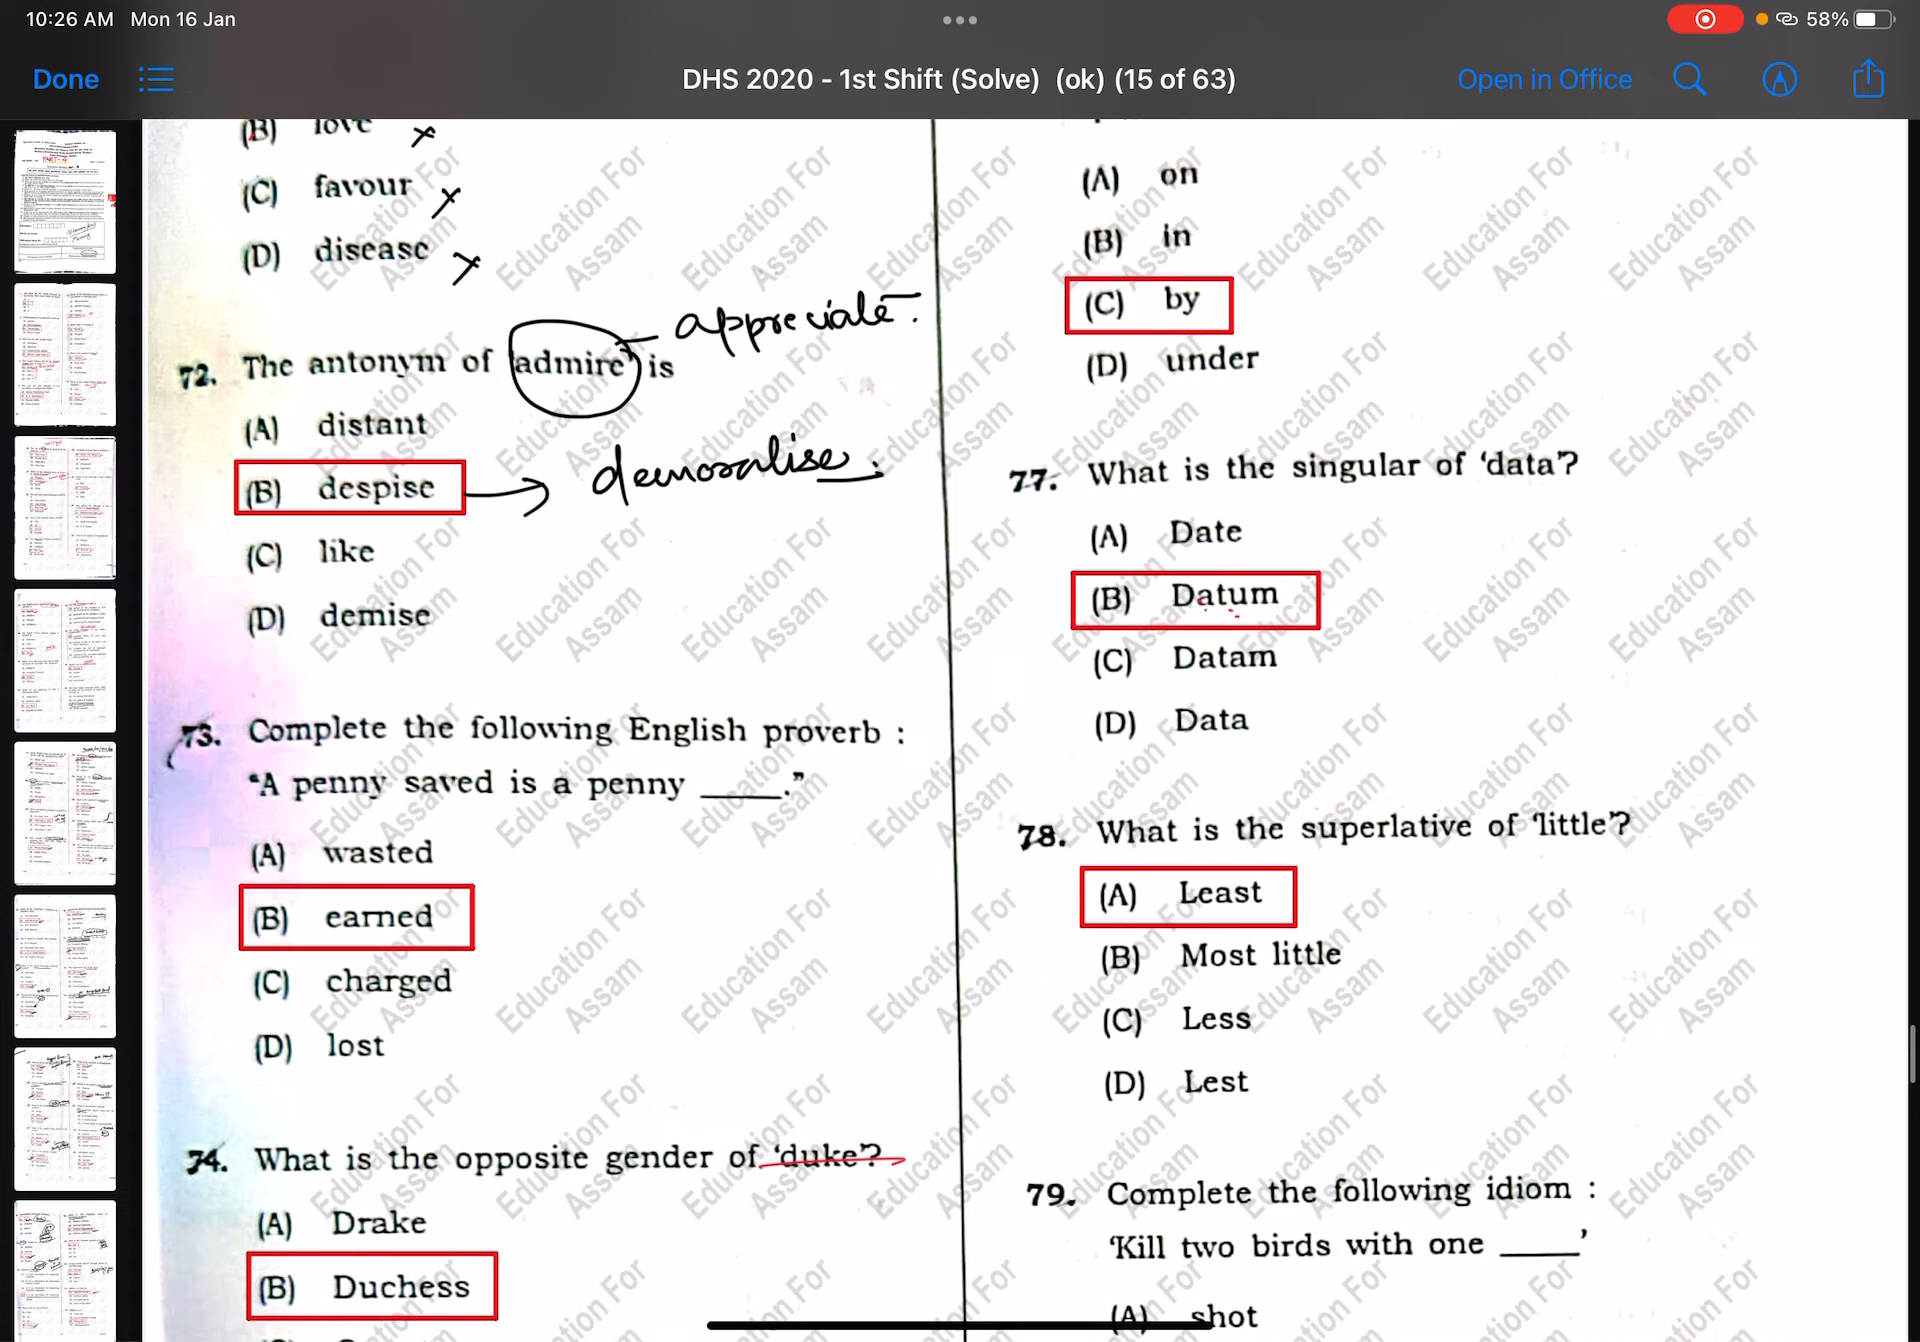 10:26 AM Mon 16 Jan
58%
Done
DHS 2020 - 1st Shift (Solve) (ok) (15 of 63)
Open in Office
(B) love
(C) favour
(D) disease
appreciate.
72. The antonym of 'admire' is
(A) distant
(B) despise
demoralise.
(C) like
(D) demise
73. Complete the following English proverb :
"A penny saved is a penny ____."
(A) wasted
(B) earned
(C) charged
(D) lost
74. What is the opposite gender of 'duke'?
(A) Drake
(B) Duchess
(A) on
(B) in
(C) by
(D) under
77. What is the singular of 'data'?
(A) Date
(B) Datum
(C) Datam
(D) Data
78. What is the superlative of 'little'?
(A) Least
(B) Most little
(C) Less
(D) Lest
79. Complete the following idiom :
'Kill two birds with one ____'
(A) shot
Education For
Assam